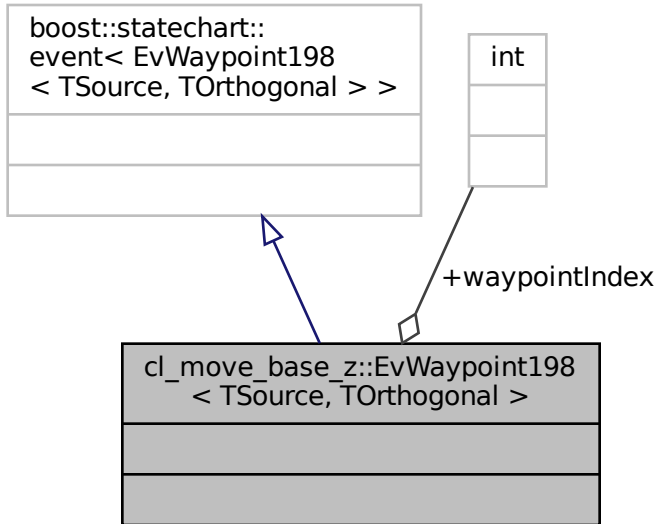 boost::statechart::
event< EvWaypoint198
< TSource, TOrthogonal > >
int
+waypointIndex
cl_move_base_z::EvWaypoint198
< TSource, TOrthogonal >